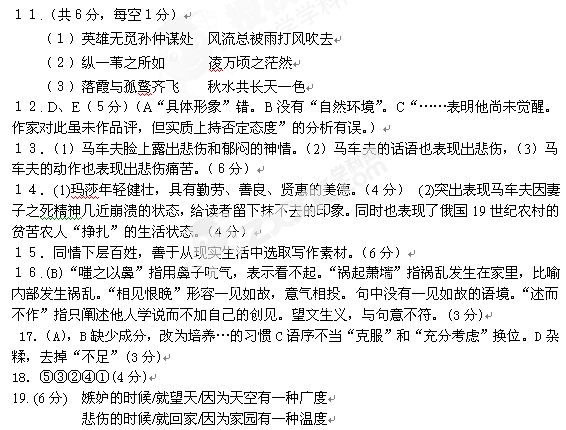 １１.（共６分，每空１分）
（１）英雄无觅孙仲谋处　风流总被雨打风吹去
（２）纵一苇之所如　　　凌万顷之茫然
（３）落霞与孤鹜齐飞　　秋水共长天一色
１２. D、E（５分）（A“具体形象”错。B 没有“自然环境”。C“……表明他尚未觉醒。
作家对此虽未作品评，但实质上持否定态度”的分析有误。）
１３.（1）马车夫脸上露出悲伤和郁闷的神情。（2）马车夫的话语也表现出悲伤，（3）马
车夫的动作也表现出悲伤痛苦。（６分）
１４. (1)玛莎年轻健壮，具有勤劳、善良、贤惠的美德。（４分） (2)突出表现马车夫因妻
子之死精神几近崩溃的状态，给读者留下抹不去的印象。同时也表现了俄国 19 世纪农村的
贫苦农人“挣扎”的生活状态。（４分）
１５. 同情下层百姓，善于从现实生活中选取写作素材。（６分）
１６.(B)“嗤之以鼻”指用鼻子吭气，表示看不起。“祸起萧墙”指祸乱发生在家里，比喻
内部发生祸乱。“相见恨晚”形容一见如故，意气相投。句中没有一见如故的语境。“述而
不作”指只阐述他人学说而不加自己的创见。望文生义，与句意不符。（3 分）
17.（A），B 缺少成分，改为培养…的习惯 C 语序不当“克服”和“充分考虑”换位。D 杂
糅，去掉“不足”(3 分)
18. ⑤③②④①(4 分)
19. (6 分)　嫉妒的时候/就望天/因为天空有一种广度
悲伤的时候/就回家/因为家园有一种温度